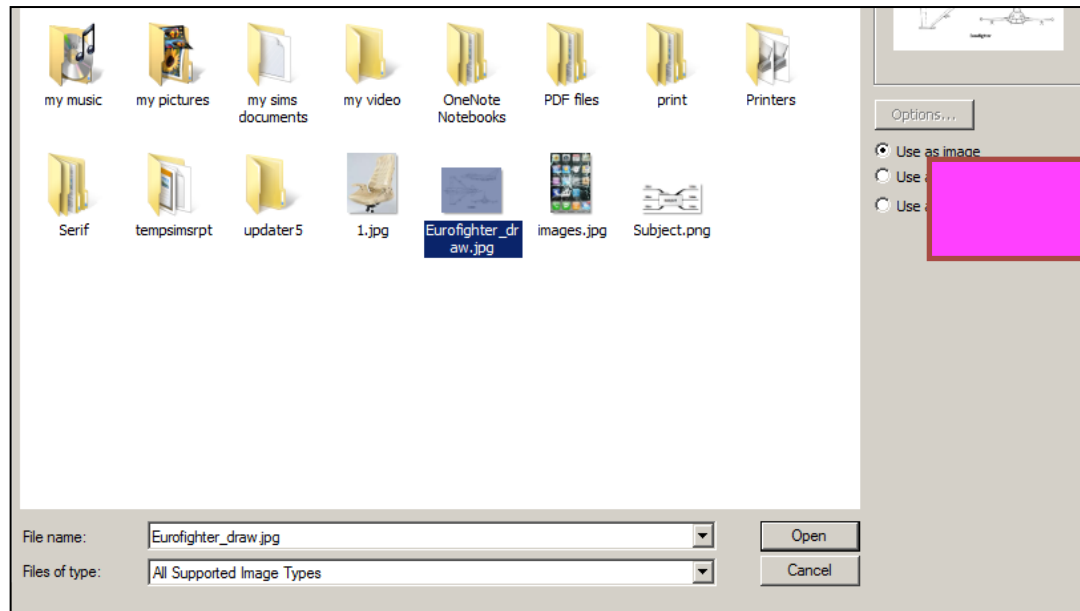 my music
my pictures
my sims
documents
my video
OneNote
Notebooks
PDF files
print
Printers
Serif
tempsimsrpt
updater5
1.jpg
Eurofighter_dr
aw.jpg
images.jpg
Subject.png
Eurofighter
Options...
Use as image
Use
Use
File name:
Eurofighter_draw.jpg
Open
Files of type:
All Supported Image Types
Cancel